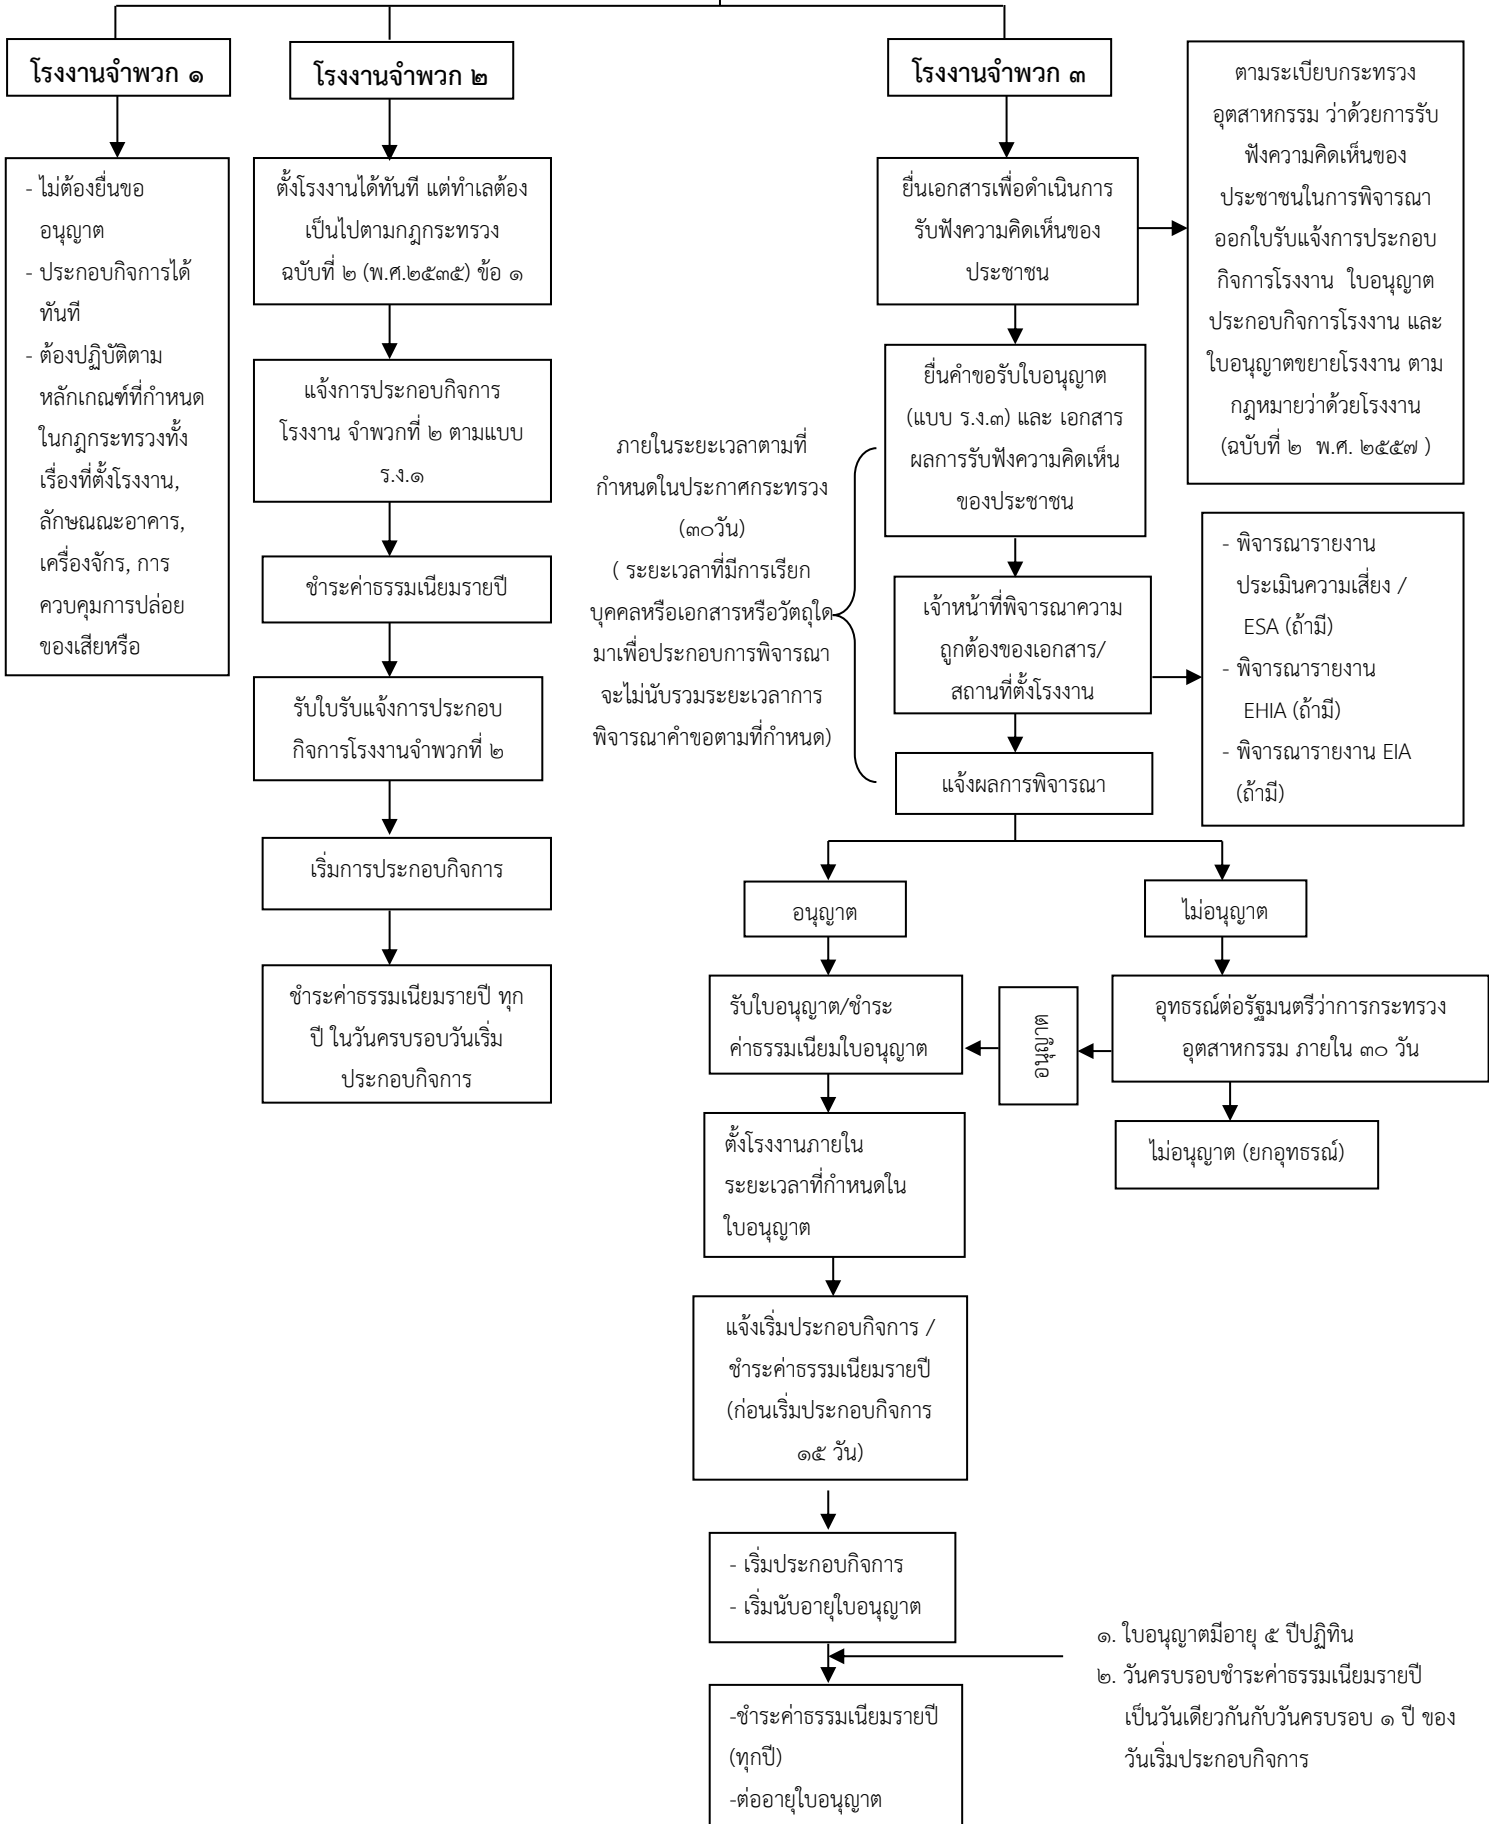 โรงงานจำพวก ๑
- ไม่ต้องยื่นขอ
อนุญาต
- ประกอบกิจการได้
ทันที
- ต้องปฏิบัติตาม
หลักเกณฑ์ที่กำหนด
ในกฎกระทรวงทั้ง
เรื่องที่ตั้งโรงงาน,
ลักษณณะอาคาร,
เครื่องจักร, การ
ควบคุมการปล่อย
ของเสียหรือ
โรงงานจำพวก ๒
ตั้งโรงงานได้ทันที แต่ทำเลต้อง
เป็นไปตามกฎกระทรวง
ฉบับที่ ๒ (พ.ศ.๒๕๓๕) ข้อ ๑
แจ้งการประกอบกิจการ
โรงงาน จำพวกที่ ๒ ตามแบบ
ร.ง.๑
ชำระค่าธรรมเนียมรายปี
รับใบรับแจ้งการประกอบ
กิจการโรงงานจำพวกที่ ๒
เริ่มการประกอบกิจการ
ชำระค่าธรรมเนียมรายปี ทุก
ปี ในวันครบรอบวันเริ่ม
ประกอบกิจการ
โรงงานจำพวก ๓
ยื่นเอกสารเพื่อดำเนินการ
รับฟังความคิดเห็นของ
ประชาชน
ตามระเบียบกระทรวง
อุตสาหกรรม ว่าด้วยการรับ
ฟังความคิดเห็นของ
ประชาชนในการพิจารณา
ออกใบรับแจ้งการประกอบ
กิจการโรงงาน ใบอนุญาต
ประกอบกิจการโรงงาน และ
ใบอนุญาตขยายโรงงาน ตาม
กฎหมายว่าด้วยโรงงาน
(ฉบับที่ ๒ พ.ศ. ๒๕๕๗ )
ยื่นคำขอรับใบอนุญาต
(แบบ ร.ง.๓) และ เอกสาร
ผลการรับฟังความคิดเห็น
ของประชาชน
ภายในระยะเวลาตามที่
กำหนดในประกาศกระทรวง
(๓๐วัน)
( ระยะเวลาที่มีการเรียก
บุคคลหรือเอกสารหรือวัตถุใด
มาเพื่อประกอบการพิจารณา
จะไม่นับรวมระยะเวลาการ
พิจารณาคำขอตามที่กำหนด)
เจ้าหน้าที่พิจารณาความ
ถูกต้องของเอกสาร/
สถานที่ตั้งโรงงาน
- พิจารณารายงาน
ประเมินความเสี่ยง /
ESA (ถ้ามี)
- พิจารณารายงาน
EHIA (ถ้ามี)
- พิจารณารายงาน EIA
(ถ้ามี)
แจ้งผลการพิจารณา
อนุญาต
ไม่อนุญาต
รับใบอนุญาต/ชำระ
ค่าธรรมเนียมใบอนุญาต
อนุญาต
อุทธรณ์ต่อรัฐมนตรีว่าการกระทรวง
อุตสาหกรรม ภายใน ๓๐ วัน
ไม่อนุญาต (ยกอุทธรณ์)
ตั้งโรงงานภายใน
ระยะเวลาที่กำหนดใน
ใบอนุญาต
แจ้งเริ่มประกอบกิจการ /
ชำระค่าธรรมเนียมรายปี
(ก่อนเริ่มประกอบกิจการ
๑๕ วัน)
- เริ่มประกอบกิจการ
- เริ่มนับอายุใบอนุญาต
๑. ใบอนุญาตมีอายุ ๕ ปีปฏิทิน
๒. วันครบรอบชำระค่าธรรมเนียมรายปี
เป็นวันเดียวกันกับวันครบรอบ ๑ ปี ของ
วันเริ่มประกอบกิจการ
-ชำระค่าธรรมเนียมรายปี
(ทุกปี)
-ต่ออายุใบอนุญาต